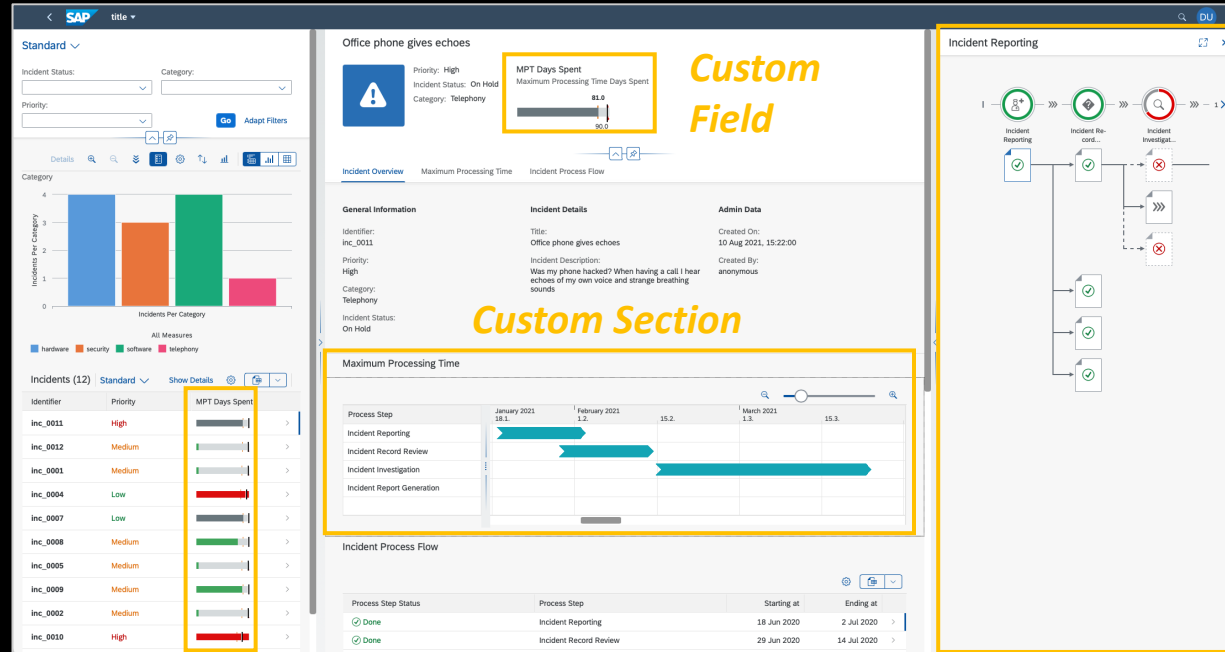 SAP title
DU
Standard
Incident Status:
Category:
Priority:
Go Adapt Filters
Details
Category
4
3
2
1
0
Incidents Per Category
Incidents Per Category
All Measures
hardware security software telephony
Incidents (12) Standard Show Details
Identifier Priority MPT Days Spent
inc_0011 High
inc_0012 Medium
inc_0001 Medium
inc_0004 Low
inc_0007 Low
inc_0008 Medium
inc_0005 Medium
inc_0009 Medium
inc_0002 Medium
inc_0010 High
Office phone gives echoes
Priority: High
Incident Status: On Hold
Category: Telephony
MPT Days Spent
Maximum Processing Time Days Spent
81.0
90.0
Custom
Field
Incident Overview Maximum Processing Time Incident Process Flow
General Information
Identifier:
inc_0011
Priority:
High
Category:
Telephony
Incident Status:
On Hold
Incident Details
Title:
Office phone gives echoes
Incident Description:
Was my phone hacked? When having a call I hear
echoes of my own voice and strange breathing
sounds
Admin Data
Created On:
10 Aug 2021, 15:22:00
Created By:
anonymous
Custom Section
Maximum Processing Time
Process Step
January 2021 February 2021 March 2021
18.1. 1.2. 15.2. 1.3. 15.3.
Incident Reporting
Incident Record Review
Incident Investigation
Incident Report Generation
Incident Process Flow
Process Step Status Process Step Starting at Ending at
Done Incident Reporting 18 Jun 2020 2 Jul 2020
Done Incident Record Review 29 Jun 2020 14 Jul 2020
Incident Reporting
1
Incident
Reporting
Incident Re-
cord...
Incident
Investigat...